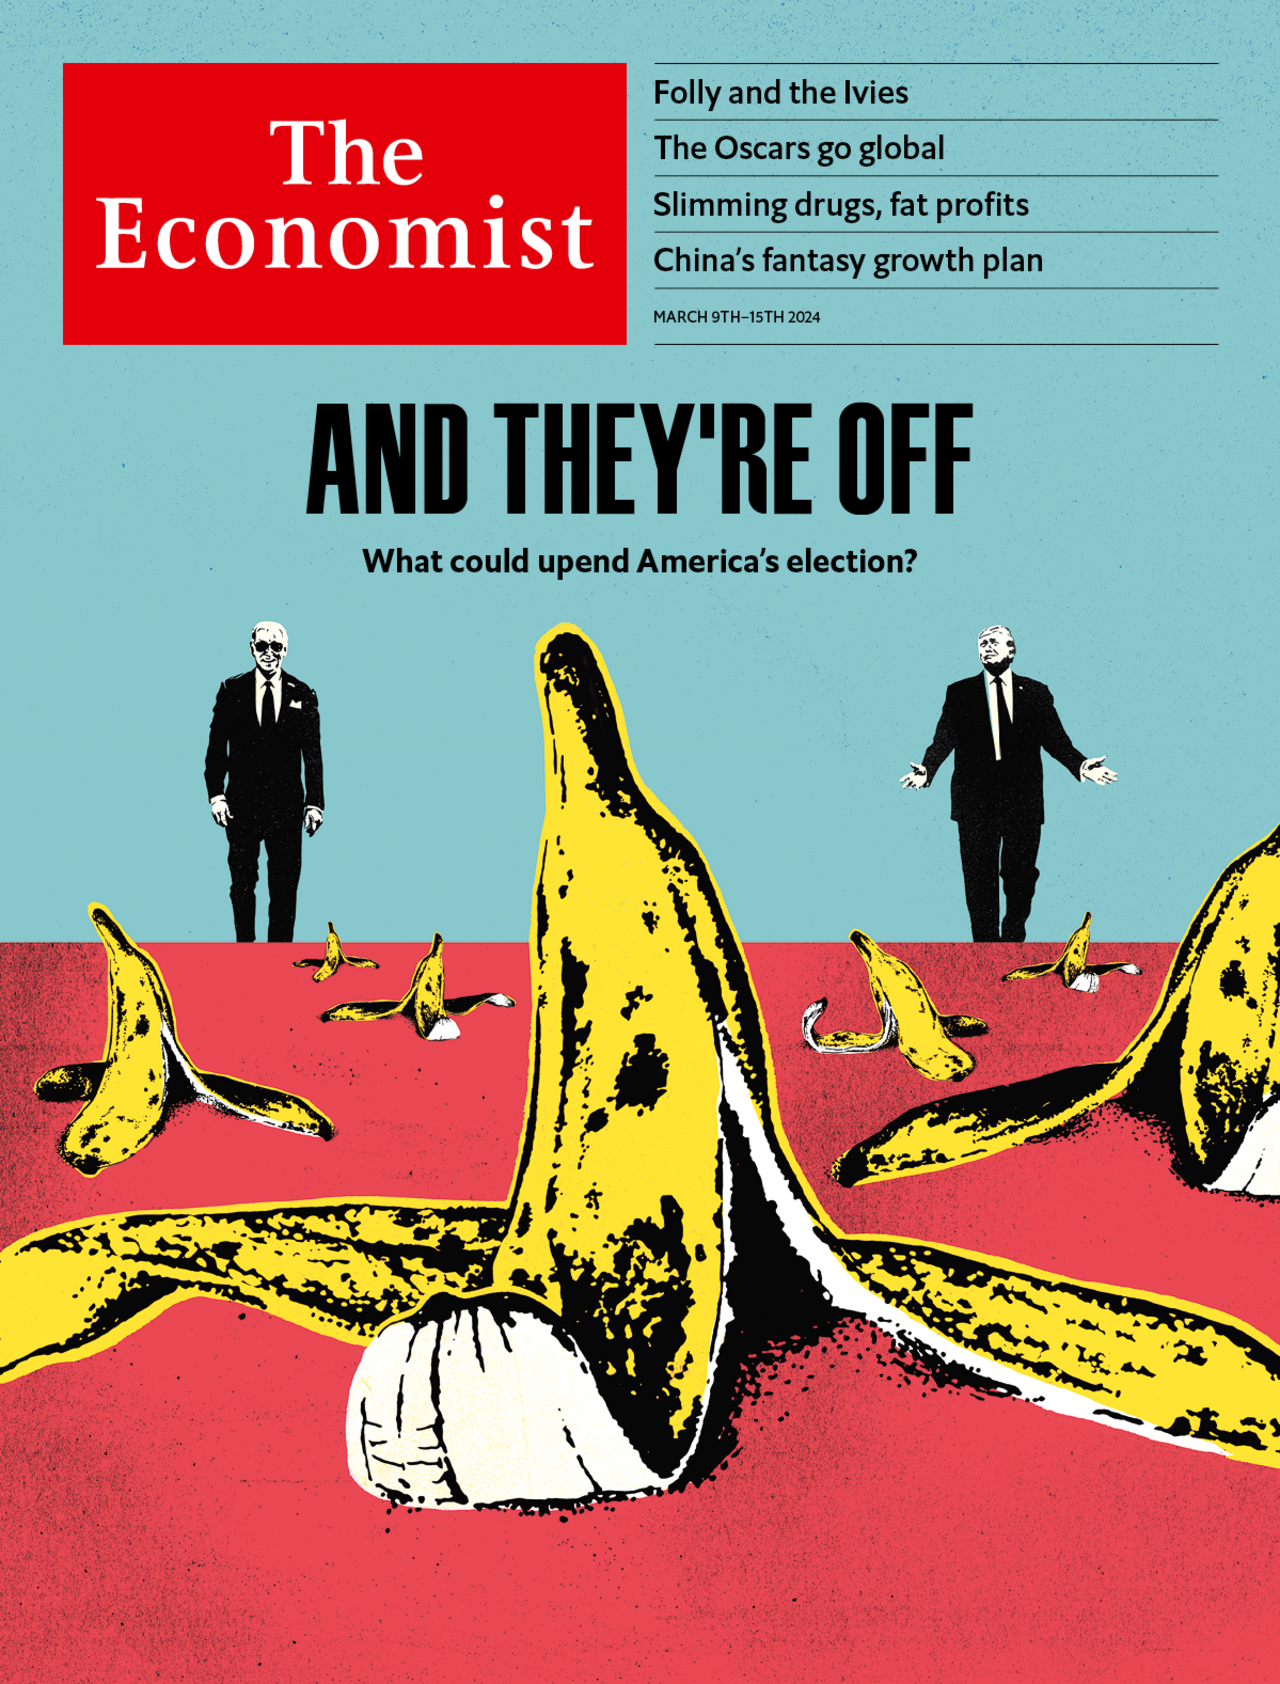 The
Economist
Folly and the Ivies
The Oscars go global
Slimming drugs, fat profits
China’s fantasy growth plan
MARCH 9TH–15TH 2024
AND THEY'RE OFF
What could upend America’s election?